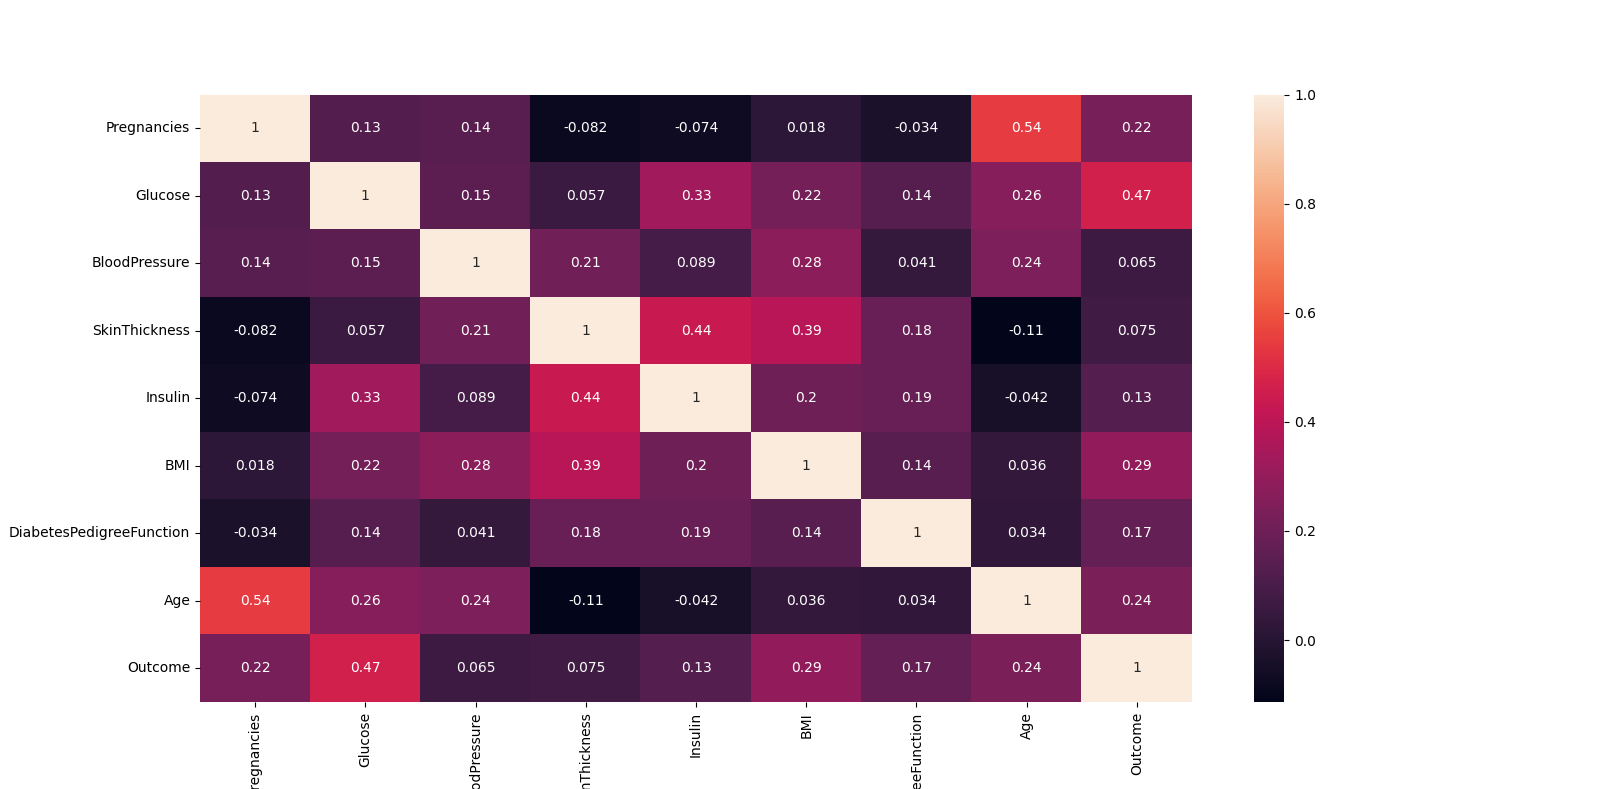 Pregnancies 1 0.13 0.14 -0.082 -0.074 0.018 -0.034 0.54 0.22
Glucose 0.13 1 0.15 0.057 0.33 0.22 0.14 0.26 0.47
BloodPressure 0.14 0.15 1 0.21 0.089 0.28 0.041 0.24 0.065
SkinThickness -0.082 0.057 0.21 1 0.44 0.39 0.18 -0.11 0.075
Insulin -0.074 0.33 0.089 0.44 1 0.2 0.19 -0.042 0.13
BMI 0.018 0.22 0.28 0.39 0.2 1 0.14 0.036 0.29
DiabetesPedigreeFunction -0.034 0.14 0.041 0.18 0.19 0.14 1 0.034 0.17
Age 0.54 0.26 0.24 -0.11 -0.042 0.036 0.034 1 0.24
Outcome 0.22 0.47 0.065 0.075 0.13 0.29 0.17 0.24 1
regnancies
Glucose
odPressure
nThickness
Insulin
BMI
eeFunction
Age
Outcome
1.0
0.8
0.6
0.4
0.2
0.0